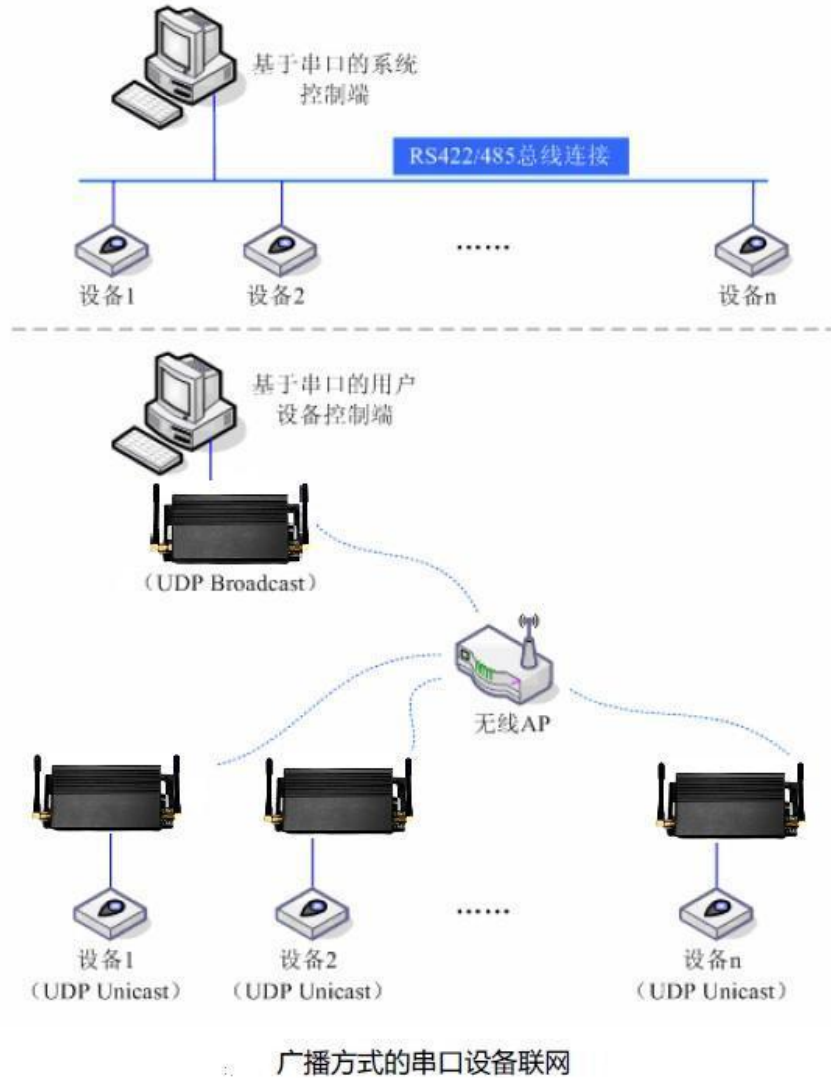 基于串口的系统
控制端
RS422/485总线连接
设备1
设备2
······
设备n
基于串口的用户
设备控制端
（UDP Broadcast）
无线AP
······
设备1
（UDP Unicast）
设备2
（UDP Unicast）
设备n
（UDP Unicast）
广播方式的串口设备联网